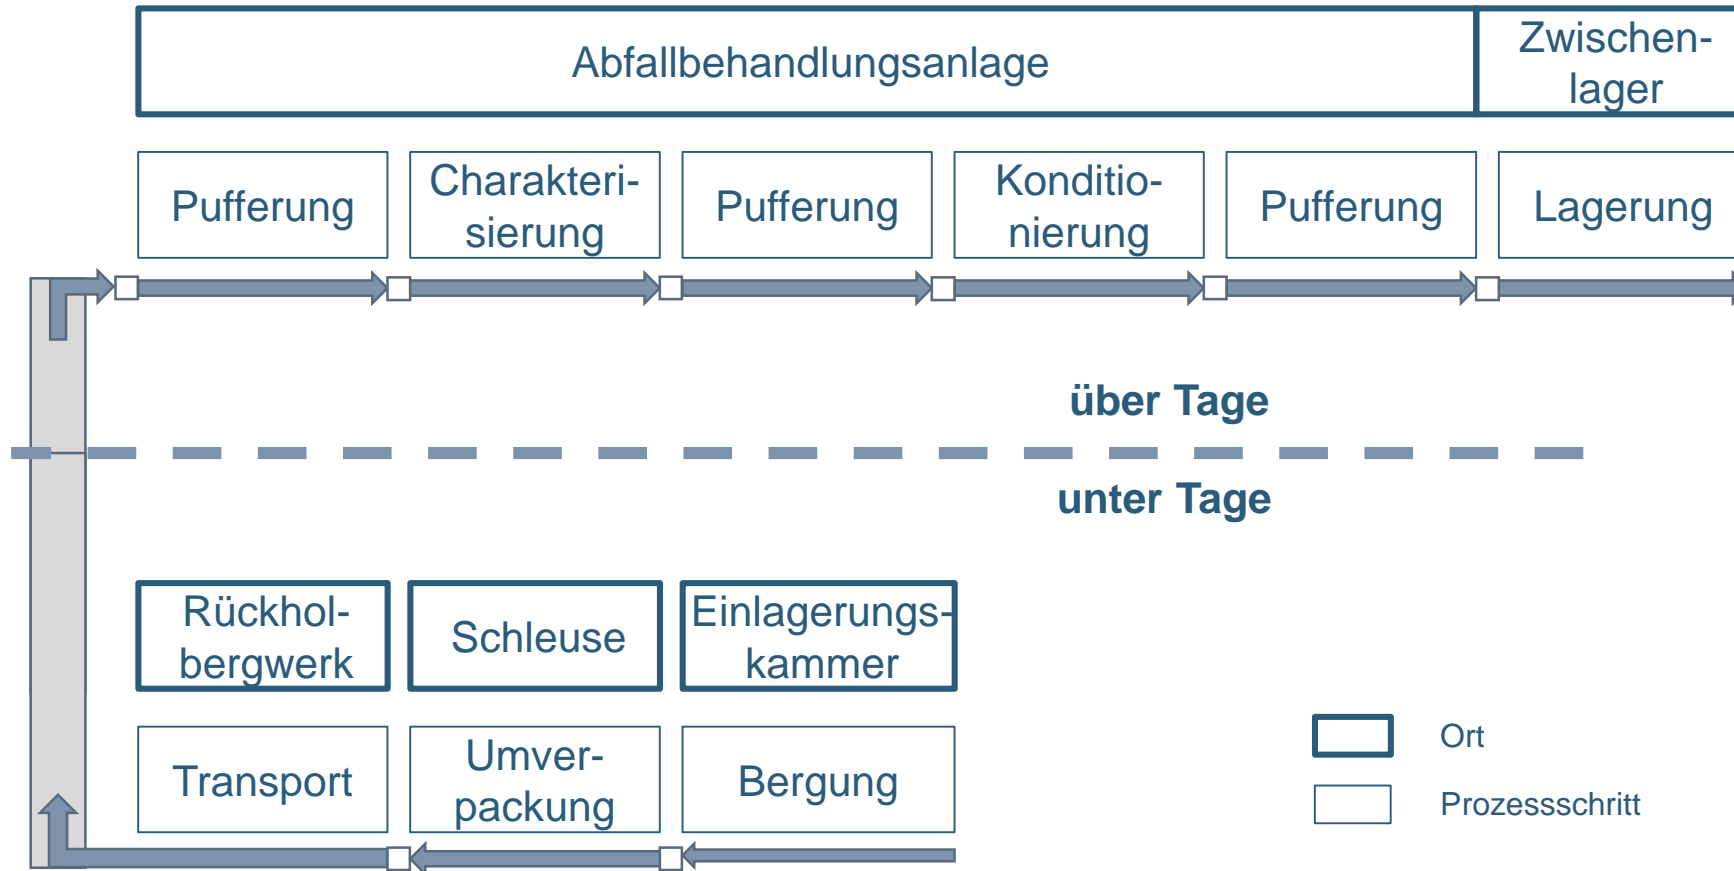 Abfallbehandlungsanlage
Zwischen-
lager
Pufferung
Charakteri-
sierung
Pufferung
Konditio-
nierung
Pufferung
Lagerung
über Tage
unter Tage
Rückhol-
bergwerk
Schleuse
Einlagerungs-
kammer
Transport
Umver-
packung
Bergung
Ort
Prozessschritt